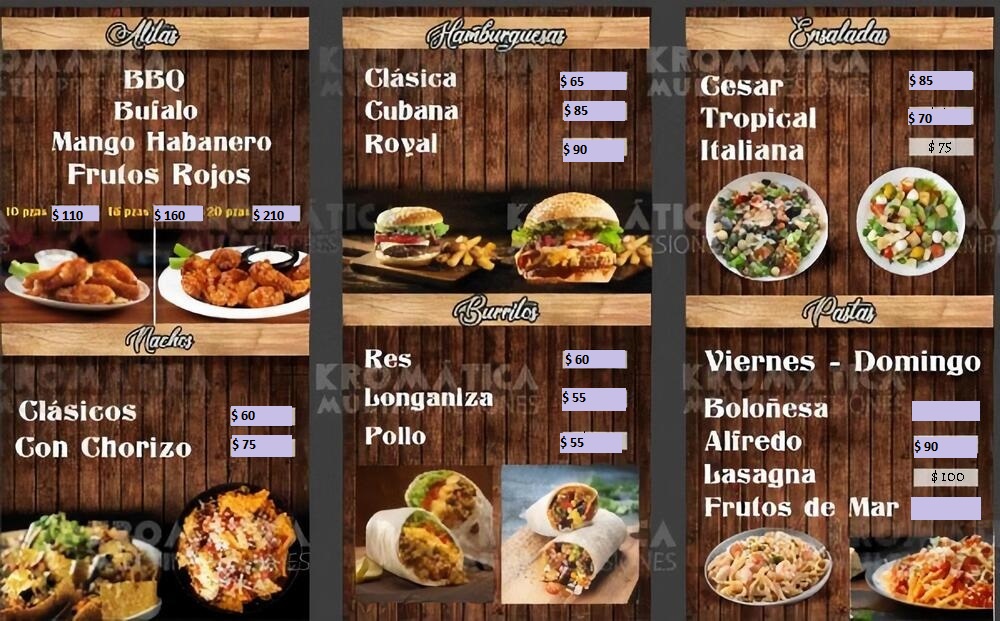 Alitas
BBQ
Bufalo
Mango Habanero
Frutos Rojos
10 pzas $ 110 15 pzas $ 160 20 pzas $ 210
Nachos
Clásicos $ 60
Con Chorizo $ 75
Hamburguesas
Clásica $ 65
Cubana $ 85
Royal $ 90
Burritos
Res $ 60
Longaniza $ 55
Pollo $ 55
Ensaladas
Cesar $ 85
Tropical $ 70
Italiana $ 75
Pastas
Viernes - Domingo
Boloñesa
Alfredo $ 90
Lasagna $ 100
Frutos de Mar
KROMÁTICA